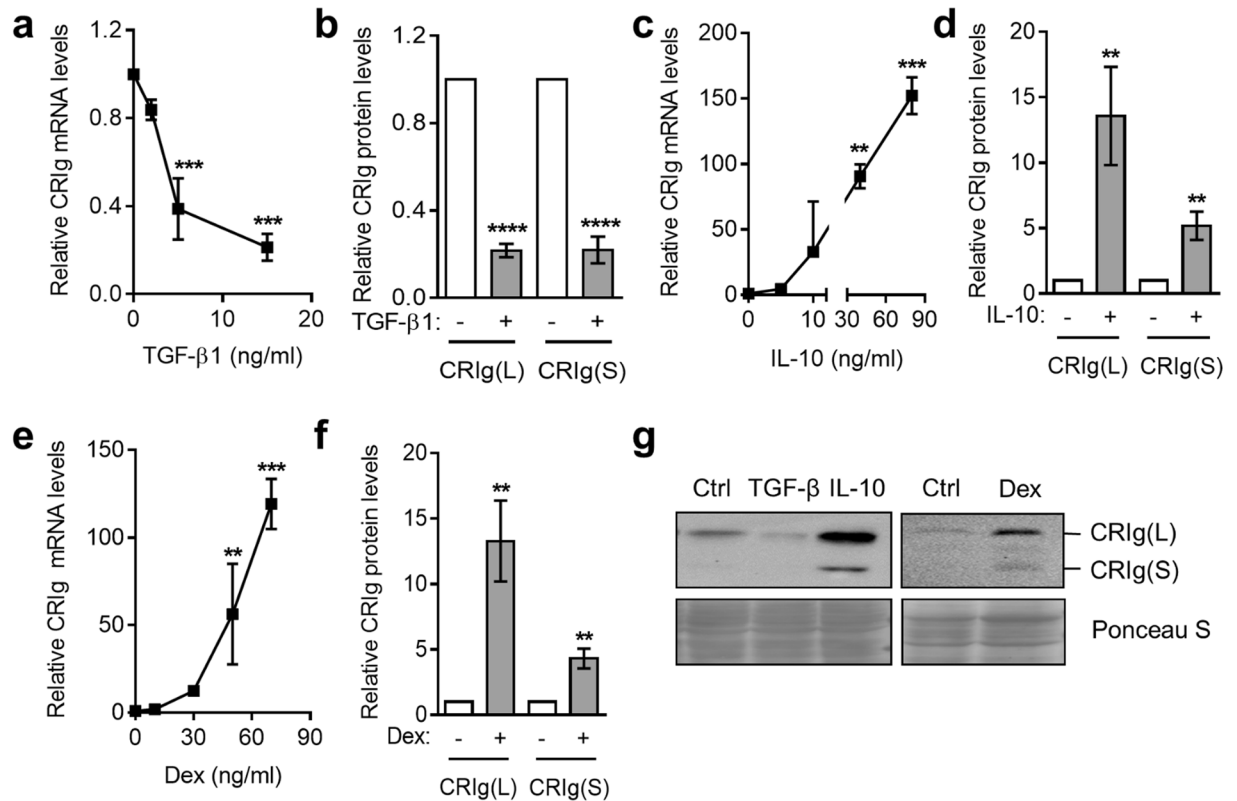 a
Relative CRIg mRNA levels
1.2
0.8
0.4
0.0
***
***
0 10 20
TGF-β1 (ng/ml)
b
Relative CRIg protein levels
1.2
0.8
0.4
0.0
**** ****
TGF-β1: - + - +
CRIg(L) CRIg(S)
c
Relative CRIg mRNA levels
200
150
100
50
0
***
**
0 10 30 60 90
IL-10 (ng/ml)
d
Relative CRIg protein levels
20
15
10
5
0
**
**
IL-10: - + - +
CRIg(L) CRIg(S)
e
Relative CRIg mRNA levels
150
100
50
0
***
**
0 30 60 90
Dex (ng/ml)
f
Relative CRIg protein levels
20
15
10
5
0
**
**
Dex: - + - +
CRIg(L) CRIg(S)
g
Ctrl TGF-β IL-10 Ctrl Dex
CRIg(L)
CRIg(S)
Ponceau S